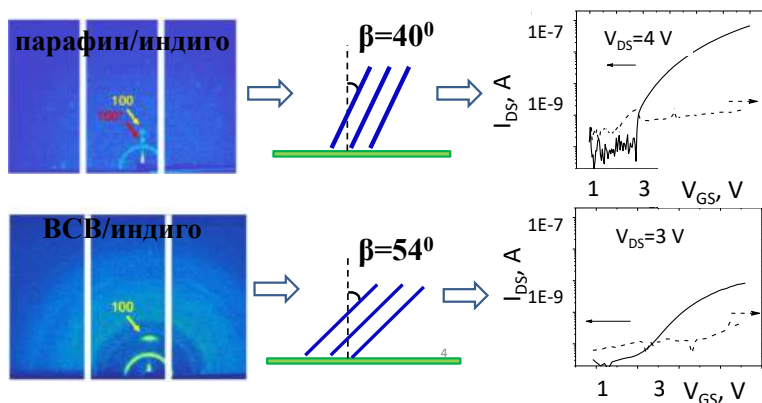 парафин/индиго
100
100*
β=40⁰
1E-7
V_DS=4 V
I_DS, A
1E-9
1 3 V_GS, V
ВСВ/индиго
100
β=54⁰
4
1E-7
V_DS=3 V
I_DS, A
1E-9
1 3 V_GS, V